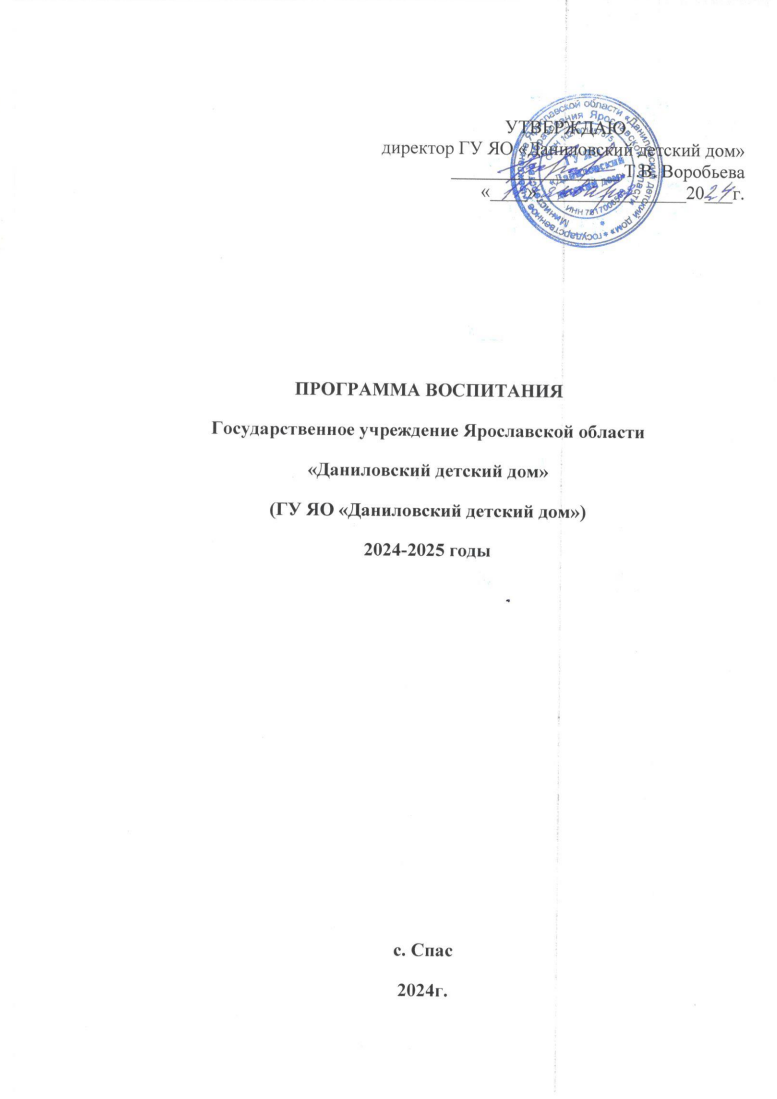 УТВЕРЖДАЮ
директор ГУ ЯО «Даниловский детский дом»
Т.В. Воробьева
« » 2024 г.
ПРОГРАММА ВОСПИТАНИЯ
Государственное учреждение Ярославской области
«Даниловский детский дом»
(ГУ ЯО «Даниловский детский дом»)
2024-2025 годы
с. Спас
2024г.